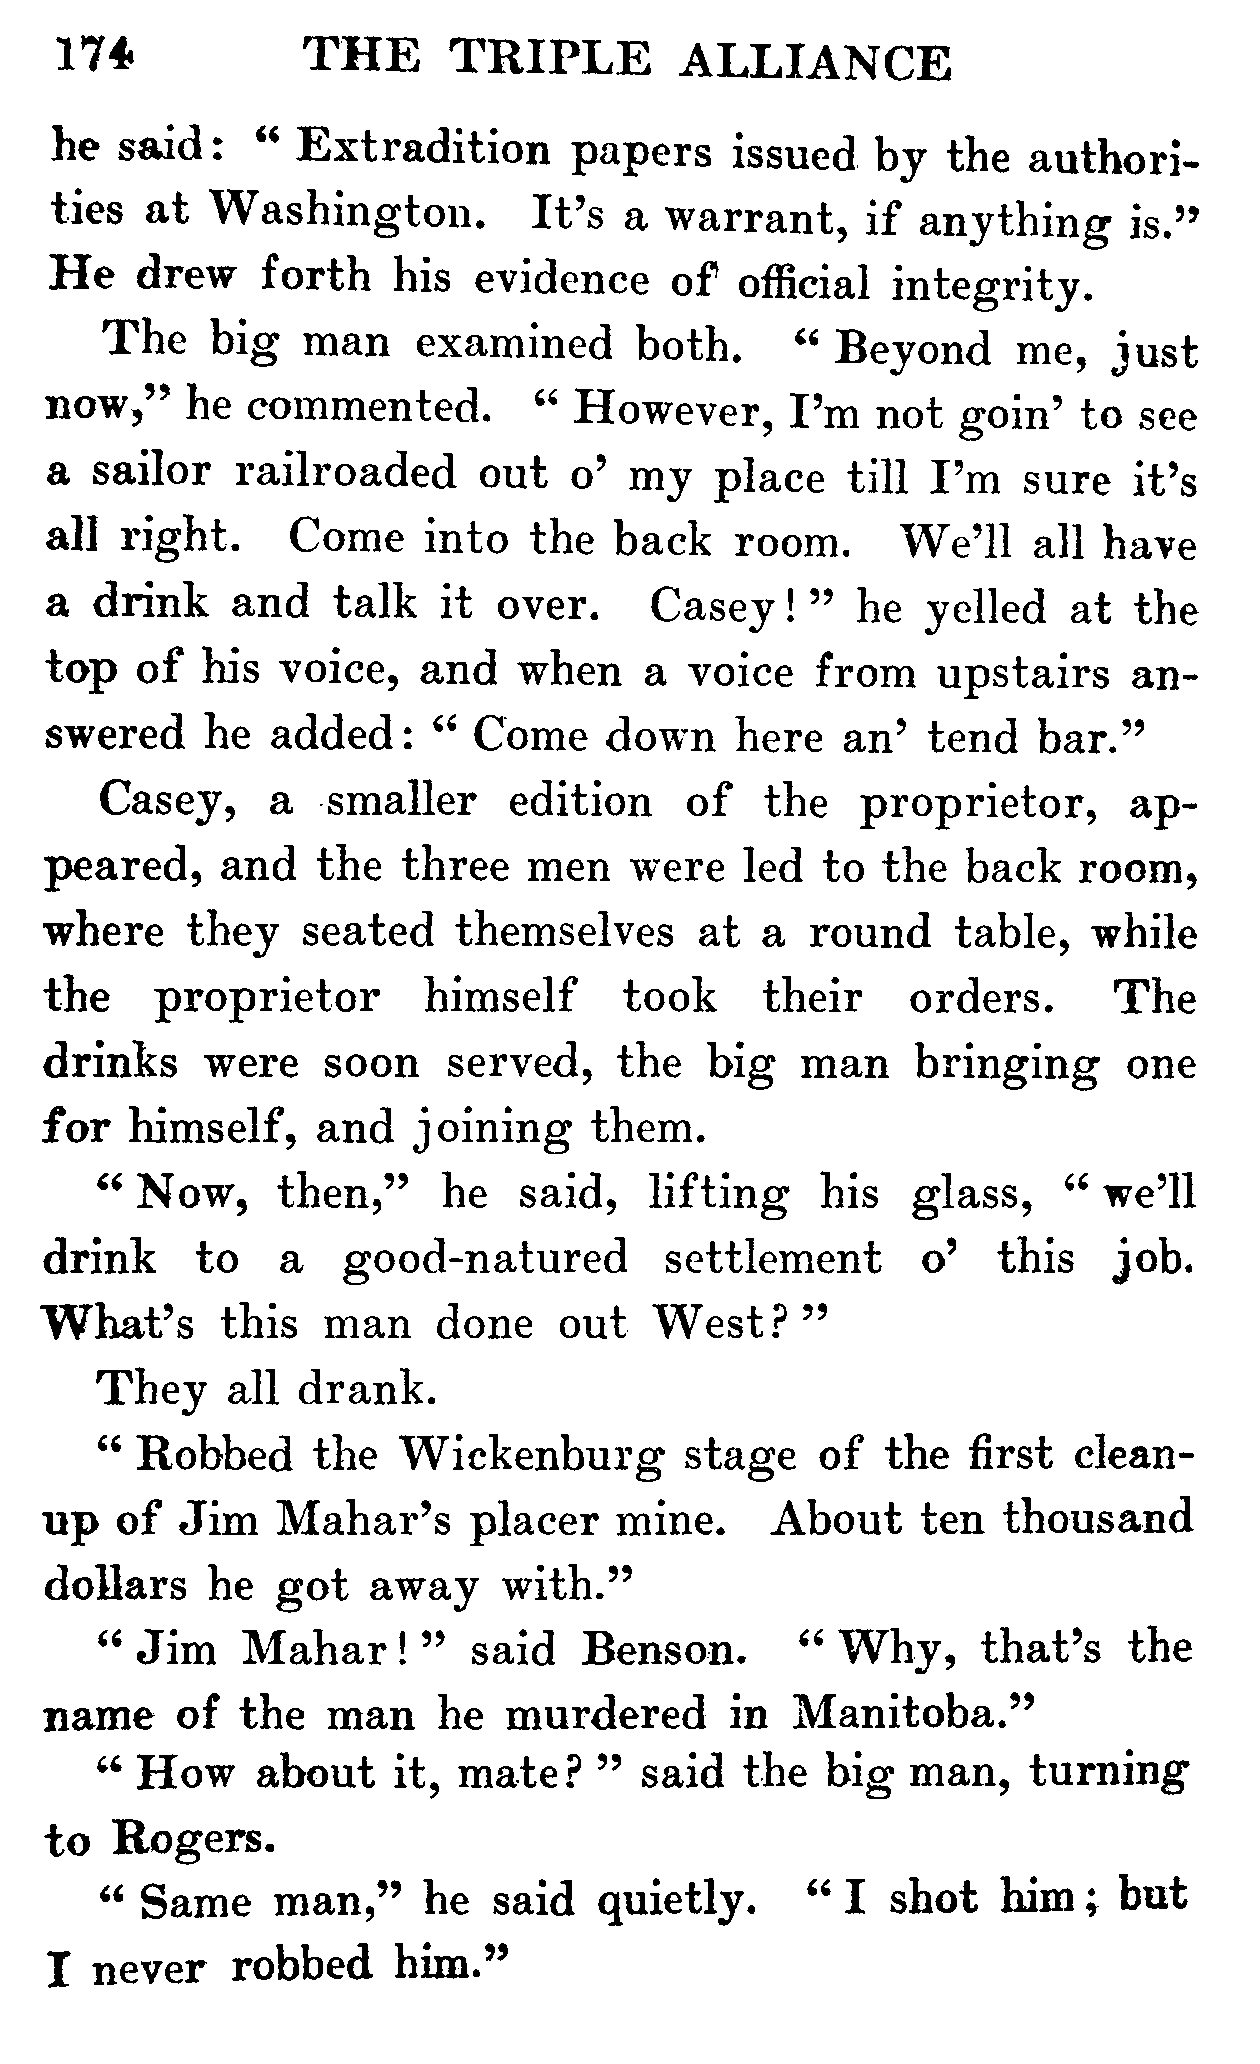 174 THE TRIPLE ALLIANCE
he said: “ Extradition papers issued by the authori-
ties at Washington. It’s a warrant, if anything is.”
He drew forth his evidence of official integrity.
The big man examined both. “ Beyond me, just
now,” he commented. “ However, I’m not goin’ to see
a sailor railroaded out o’ my place till I’m sure it’s
all right. Come into the back room. We’ll all have
a drink and talk it over. Casey! ” he yelled at the
top of his voice, and when a voice from upstairs an-
swered he added: “ Come down here an’ tend bar.”
Casey, a smaller edition of the proprietor, ap-
peared, and the three men were led to the back room,
where they seated themselves at a round table, while
the proprietor himself took their orders. The
drinks were soon served, the big man bringing one
for himself, and joining them.
“ Now, then,” he said, lifting his glass, “ we’ll
drink to a good-natured settlement o’ this job.
What’s this man done out West? ”
They all drank.
“ Robbed the Wickenburg stage of the first clean-
up of Jim Mahar’s placer mine. About ten thousand
dollars he got away with.”
“ Jim Mahar! ” said Benson. “ Why, that’s the
name of the man he murdered in Manitoba.”
“ How about it, mate? ” said the big man, turning
to Rogers.
“ Same man,” he said quietly. “ I shot him; but
I never robbed him.”